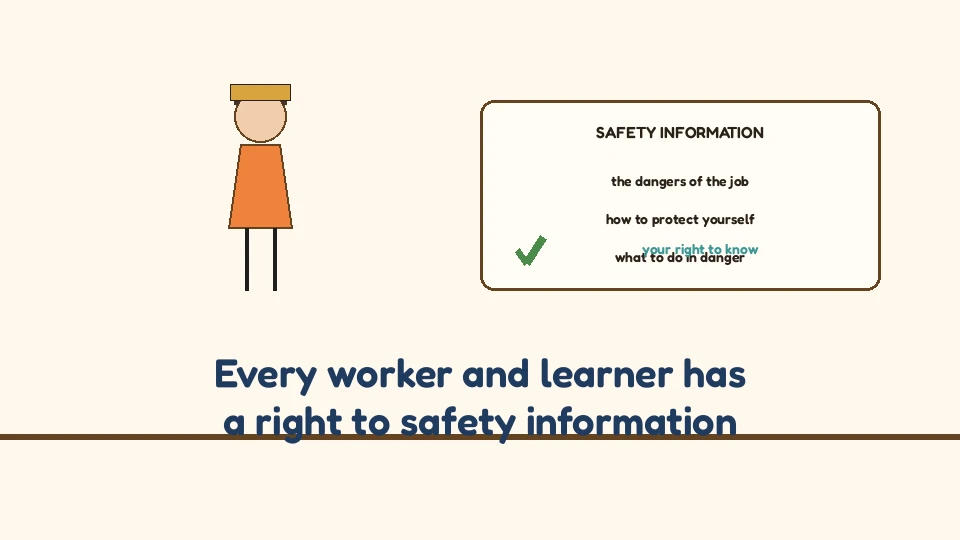 SAFETY INFORMATION
the dangers of the job
how to protect yourself
your right to know
what to do in danger
Every worker and learner has
a right to safety information